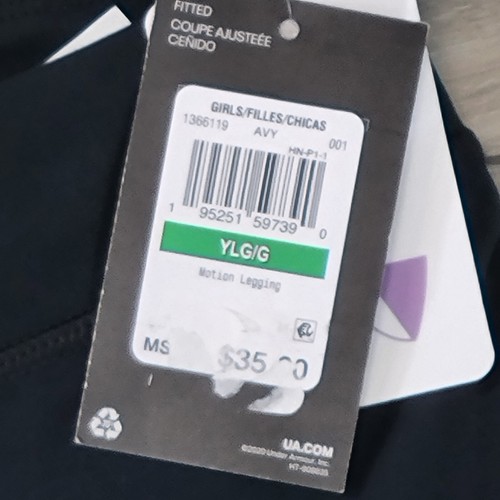 FITTED
COUPE AJUSTEÉE
CEÑIDO
GIRLS/FILLES/CHICAS
1366119 AVY 001
HN-P1-1
1 95251 59739 0
YLG/G
Motion Legging
MS $35.00
UA.COM
©2020 Under Armour, Inc.